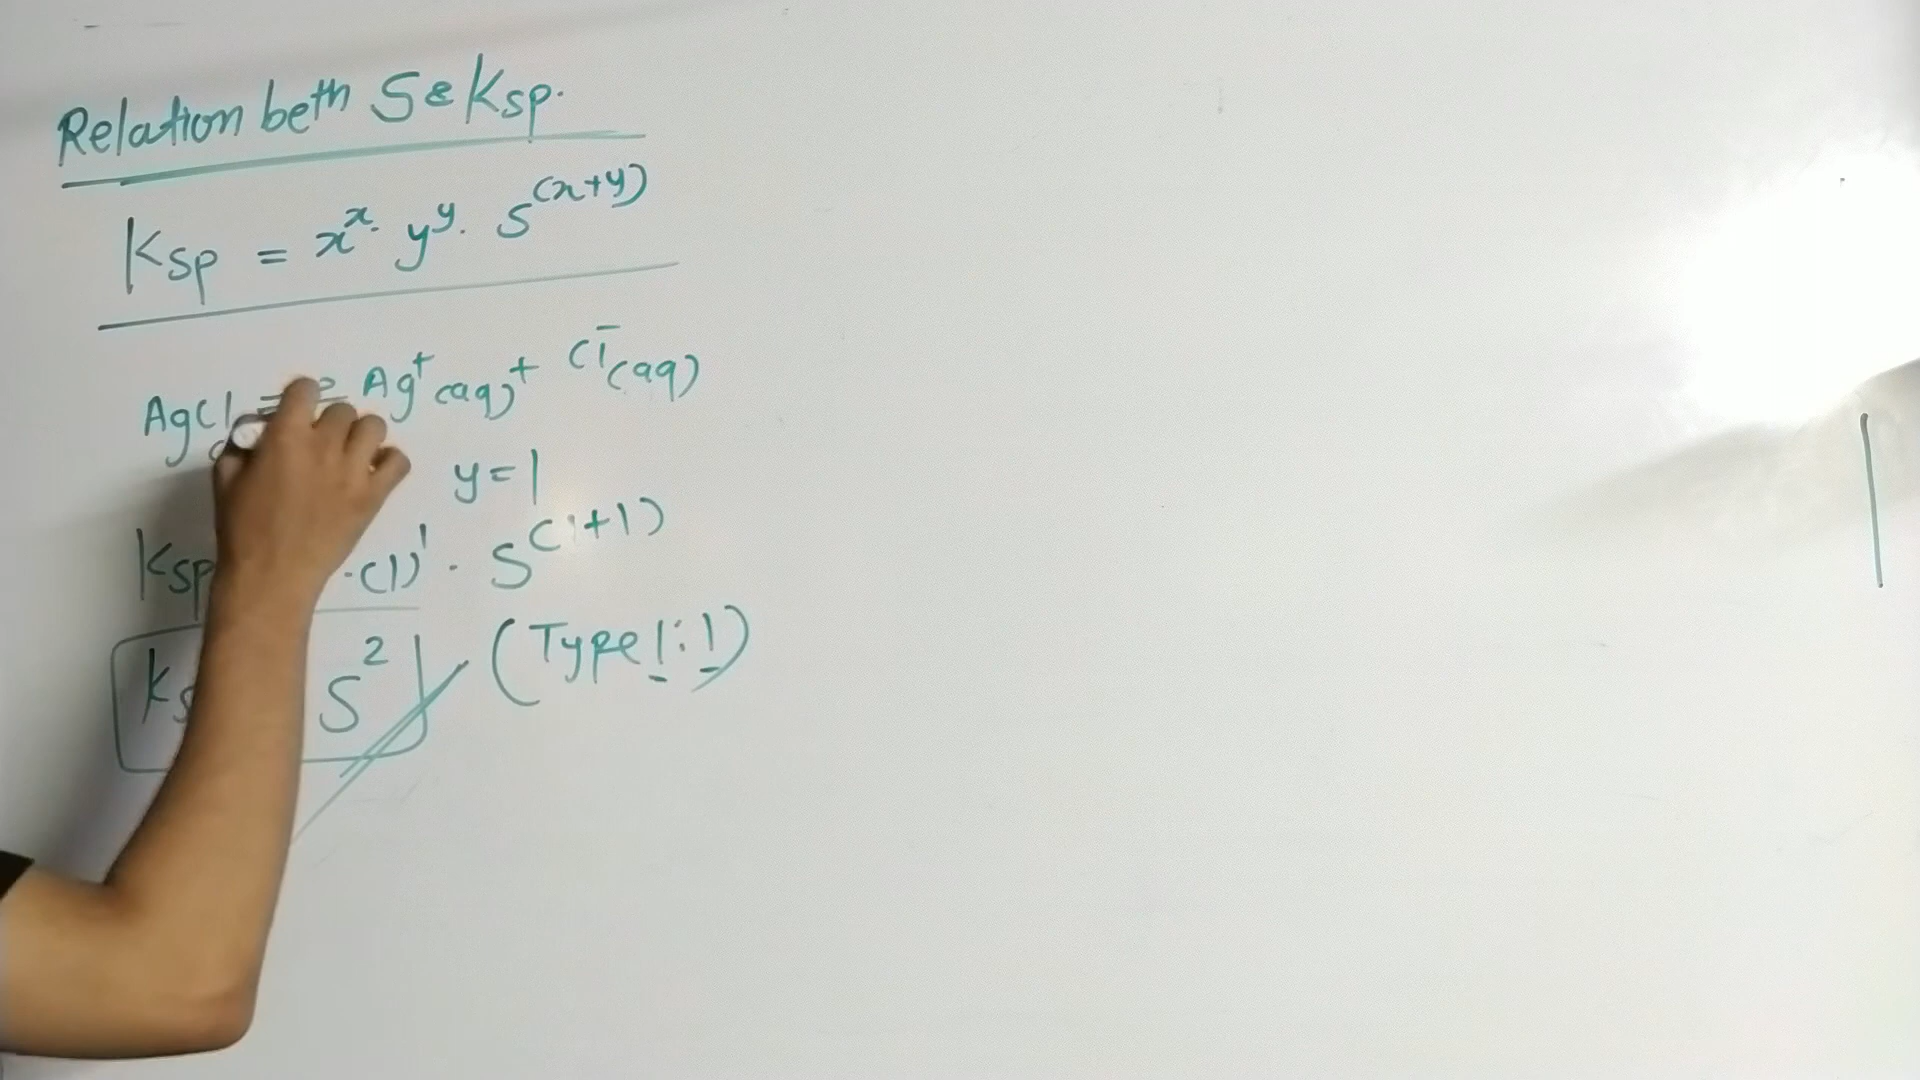 Relation betn S & Ksp.
Ksp = x^x. y^y. S^(x+y)
AgCl ⇌ Ag⁺(aq) + Cl⁻(aq)
y = 1
Ksp .(1)¹ . S^(1+1)
Ks S² (Type 1:1)